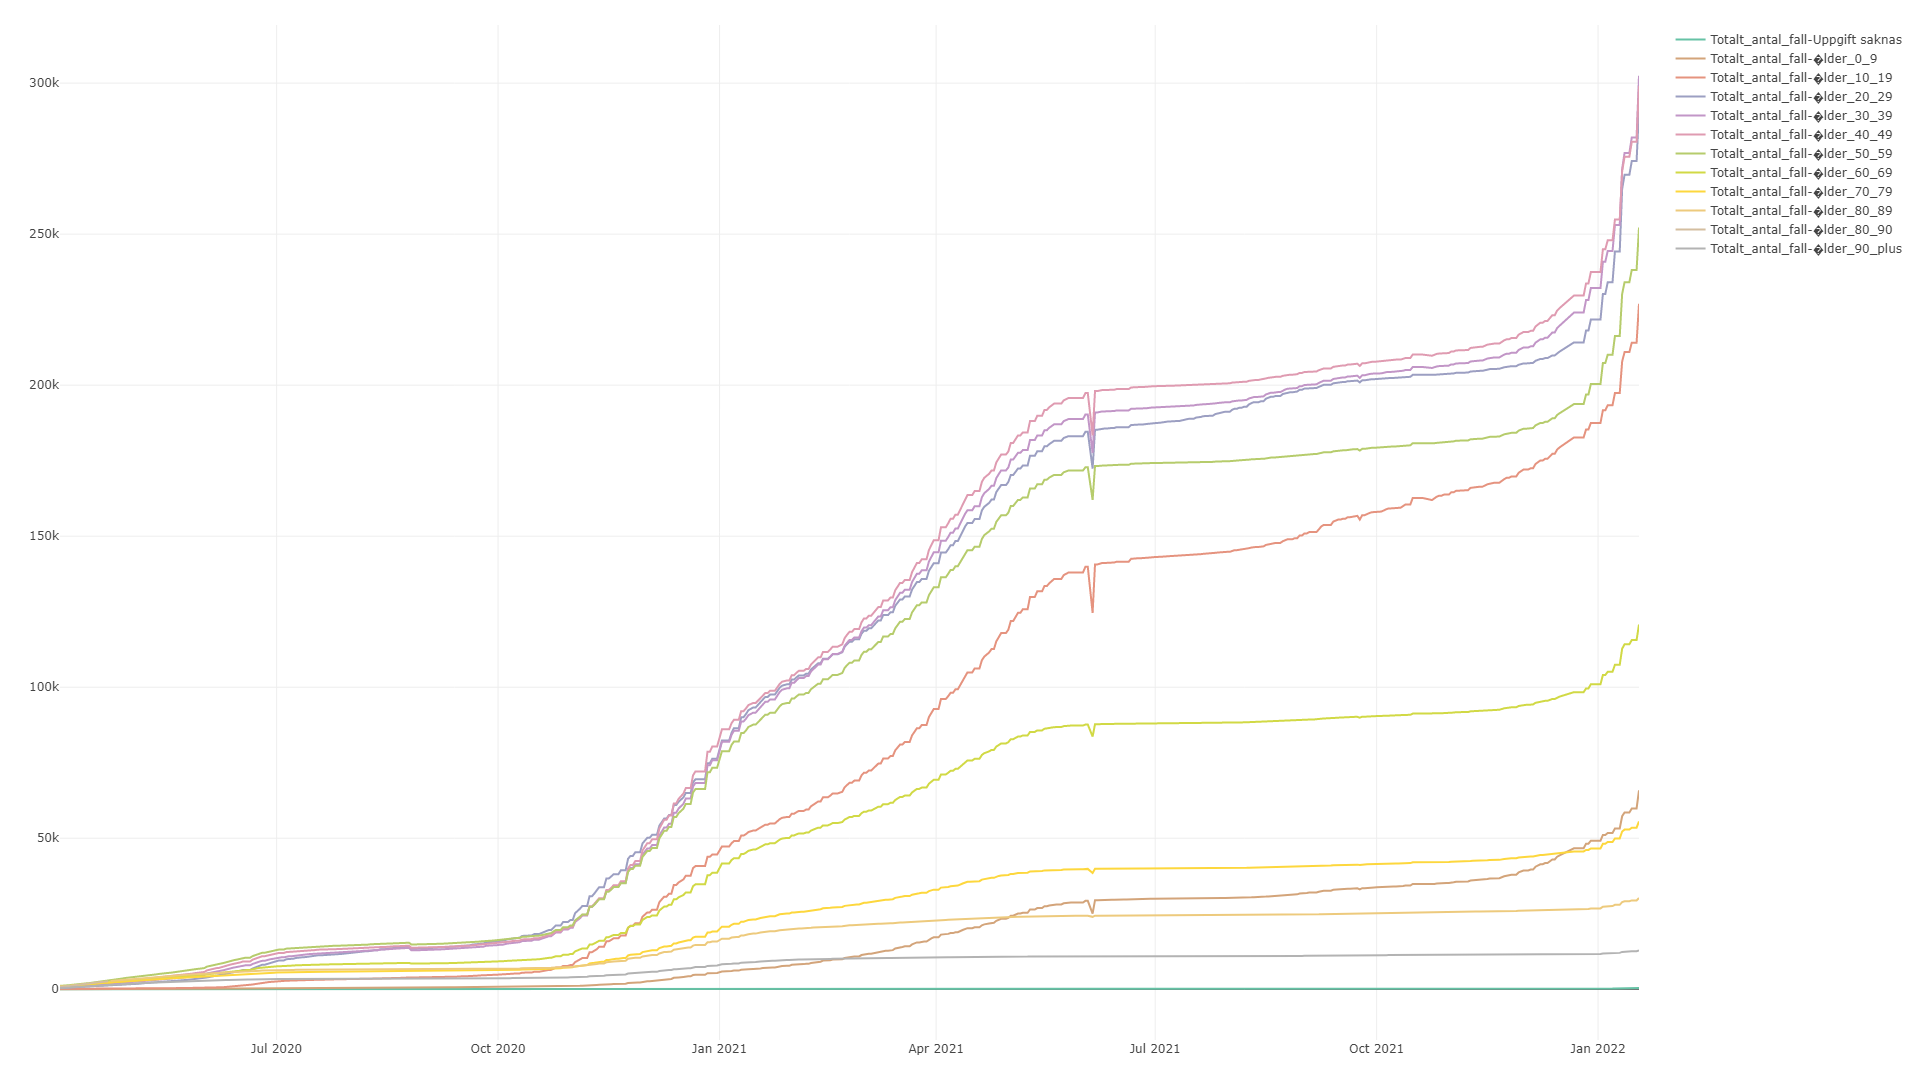 300k
250k
200k
150k
100k
50k
0
Jul 2020
Oct 2020
Jan 2021
Apr 2021
Jul 2021
Oct 2021
Jan 2022
Totalt_antal_fall-Uppgift saknas
Totalt_antal_fall-�lder_0_9
Totalt_antal_fall-�lder_10_19
Totalt_antal_fall-�lder_20_29
Totalt_antal_fall-�lder_30_39
Totalt_antal_fall-�lder_40_49
Totalt_antal_fall-�lder_50_59
Totalt_antal_fall-�lder_60_69
Totalt_antal_fall-�lder_70_79
Totalt_antal_fall-�lder_80_89
Totalt_antal_fall-�lder_80_90
Totalt_antal_fall-�lder_90_plus